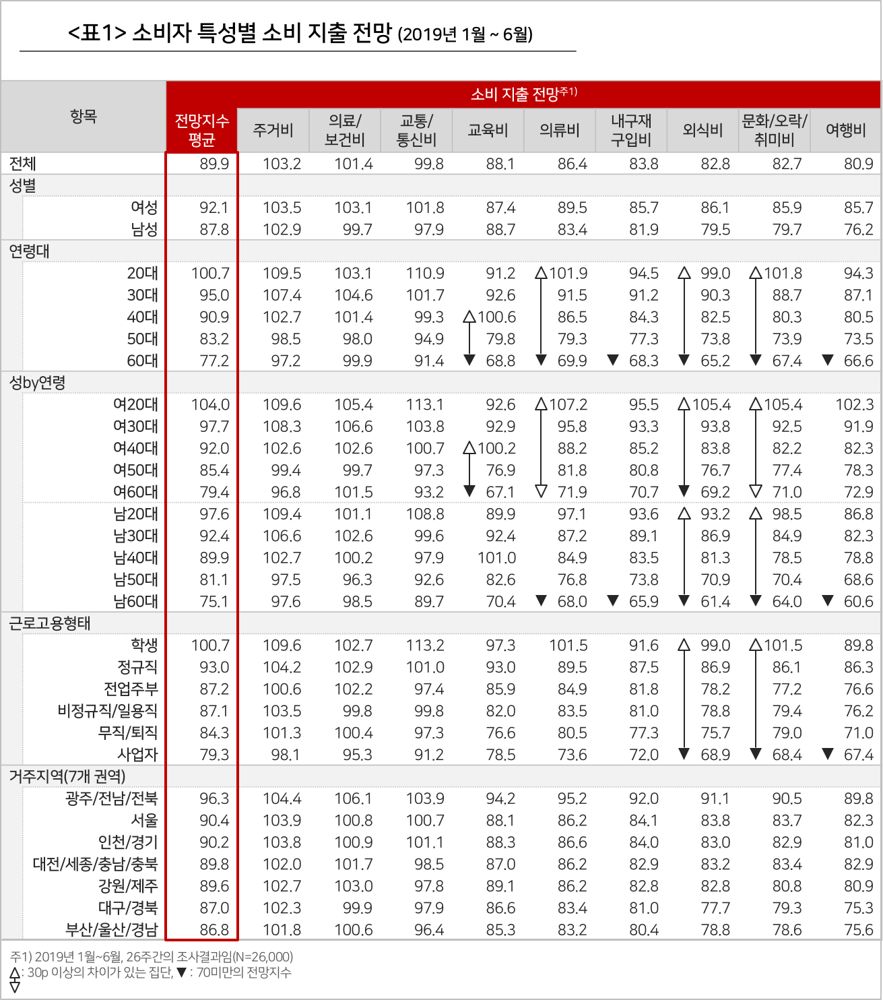 <표1> 소비자 특성별 소비 지출 전망 (2019년 1월 ~ 6월)
항목 소비 지출 전망주1)
전망지수 평균 주거비 의료/보건비 교통/통신비 교육비 의류비 내구재 구입비 외식비 문화/오락/취미비 여행비
전체 89.9 103.2 101.4 99.8 88.1 86.4 83.8 82.8 82.7 80.9
성별
여성 92.1 103.5 103.1 101.8 87.4 89.5 85.7 86.1 85.9 85.7
남성 87.8 102.9 99.7 97.9 88.7 83.4 81.9 79.5 79.7 76.2
연령대
20대 100.7 109.5 103.1 110.9 91.2 △101.9 94.5 △ 99.0 △101.8 94.3
30대 95.0 107.4 104.6 101.7 92.6 91.5 91.2 90.3 88.7 87.1
40대 90.9 102.7 101.4 99.3 △100.6 86.5 84.3 82.5 80.3 80.5
50대 83.2 98.5 98.0 94.9 79.8 79.3 77.3 73.8 73.9 73.5
60대 77.2 97.2 99.9 91.4 ▼ 68.8 ▼ 69.9 ▼ 68.3 ▼ 65.2 ▼ 67.4 ▼ 66.6
성by연령
여20대 104.0 109.6 105.4 113.1 92.6 △107.2 95.5 △105.4 △105.4 102.3
여30대 97.7 108.3 106.6 103.8 92.9 95.8 93.3 93.8 92.5 91.9
여40대 92.0 102.6 102.6 100.7 △100.2 88.2 85.2 83.8 82.2 82.3
여50대 85.4 99.4 99.7 97.3 76.9 81.8 80.8 76.7 77.4 78.3
여60대 79.4 96.8 101.5 93.2 ▼ 67.1 ▽ 71.9 70.7 ▼ 69.2 ▽ 71.0 72.9
남20대 97.6 109.4 101.1 108.8 89.9 97.1 93.6 △ 93.2 △ 98.5 86.8
남30대 92.4 106.6 102.6 99.6 92.4 87.2 89.1 86.9 84.9 82.3
남40대 89.9 102.7 100.2 97.9 101.0 84.9 83.5 81.3 78.5 78.8
남50대 81.1 97.5 96.3 92.6 82.6 76.8 73.8 70.9 70.4 68.6
남60대 75.1 97.6 98.5 89.7 70.4 ▼ 68.0 ▼ 65.9 ▼ 61.4 ▼ 64.0 ▼ 60.6
근로고용형태
학생 100.7 109.6 102.7 113.2 97.3 101.5 91.6 △ 99.0 △101.5 89.8
정규직 93.0 104.2 102.9 101.0 93.0 89.5 87.5 86.9 86.1 86.3
전업주부 87.2 100.6 102.2 97.4 85.9 84.9 81.8 78.2 77.2 76.6
비정규직/일용직 87.1 103.5 99.8 99.8 82.0 83.5 81.0 78.8 79.4 76.2
무직/퇴직 84.3 101.3 100.4 97.3 76.6 80.5 77.3 75.7 79.0 71.0
사업자 79.3 98.1 95.3 91.2 78.5 73.6 72.0 ▼ 68.9 ▼ 68.4 ▼ 67.4
거주지역(7개 권역)
광주/전남/전북 96.3 104.4 106.1 103.9 94.2 95.2 92.0 91.1 90.5 89.8
서울 90.4 103.9 100.8 100.7 88.1 86.2 84.1 83.8 83.7 82.3
인천/경기 90.2 103.8 100.9 101.1 88.3 86.6 84.0 83.0 82.9 81.0
대전/세종/충남/충북 89.8 102.0 101.7 98.5 87.0 86.2 82.9 83.2 83.4 82.9
강원/제주 89.6 102.7 103.0 97.8 89.1 86.2 82.8 82.8 80.8 80.9
대구/경북 87.0 102.3 99.9 97.9 86.6 83.4 81.0 77.7 79.3 75.3
부산/울산/경남 86.8 101.8 100.6 96.4 85.3 83.2 80.4 78.8 78.6 75.6
주1) 2019년 1월~6월, 26주간의 조사결과임(N=26,000)
: 30p 이상의 차이가 있는 집단, ▼ : 70미만의 전망지수